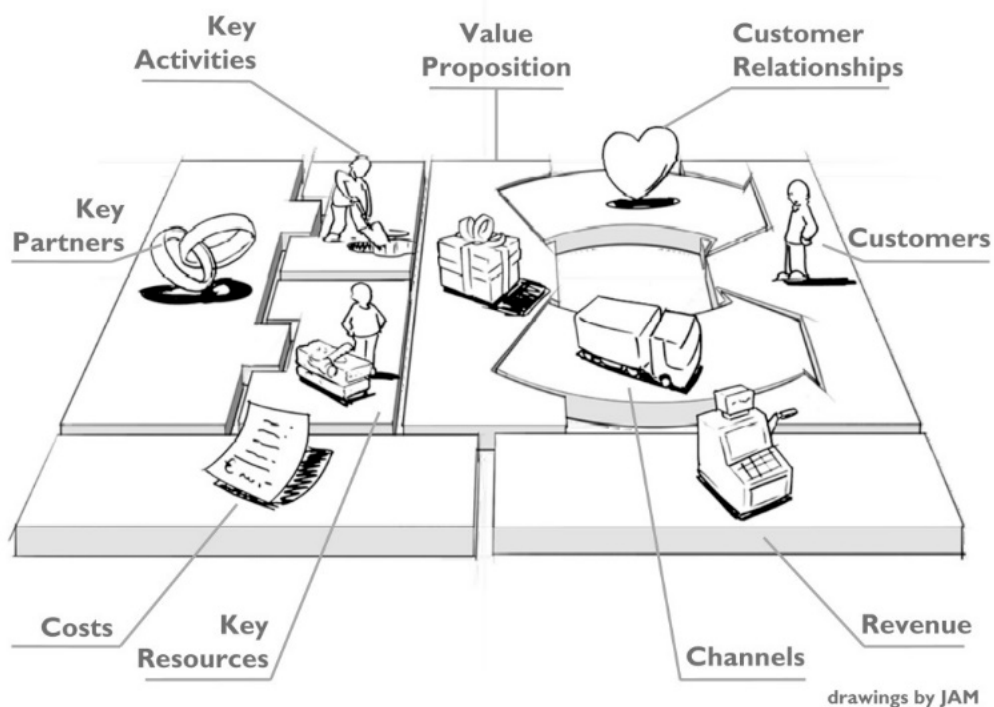 Key
Activities
Value
Proposition
Customer
Relationships
Key
Partners
Customers
€
Costs
Key
Resources
Channels
Revenue
drawings by JAM